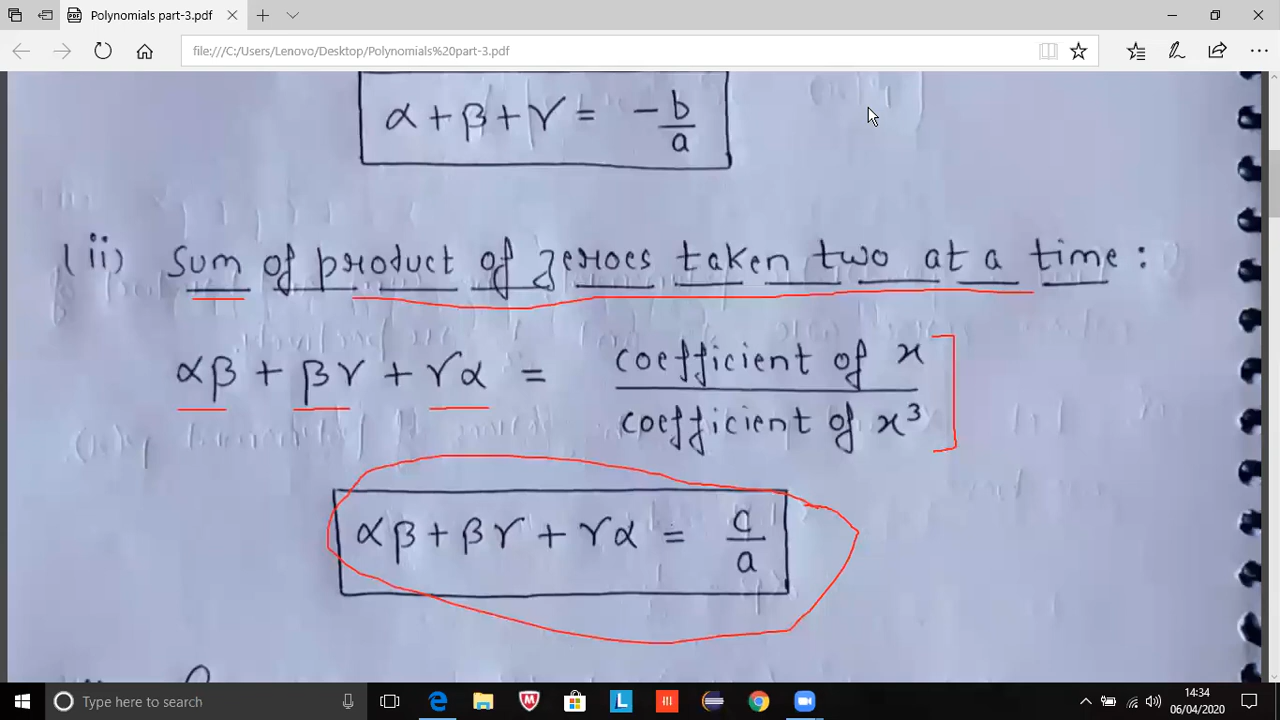 Polynomials part-3.pdf
file:///C:/Users/Lenovo/Desktop/Polynomials%20part-3.pdf
α + β + γ = - b/a
(ii) Sum of product of zeroes taken two at a time :
αβ + βγ + γα = coefficient of x / coefficient of x³
αβ + βγ + γα = c/a
Type here to search
14:34
06/04/2020